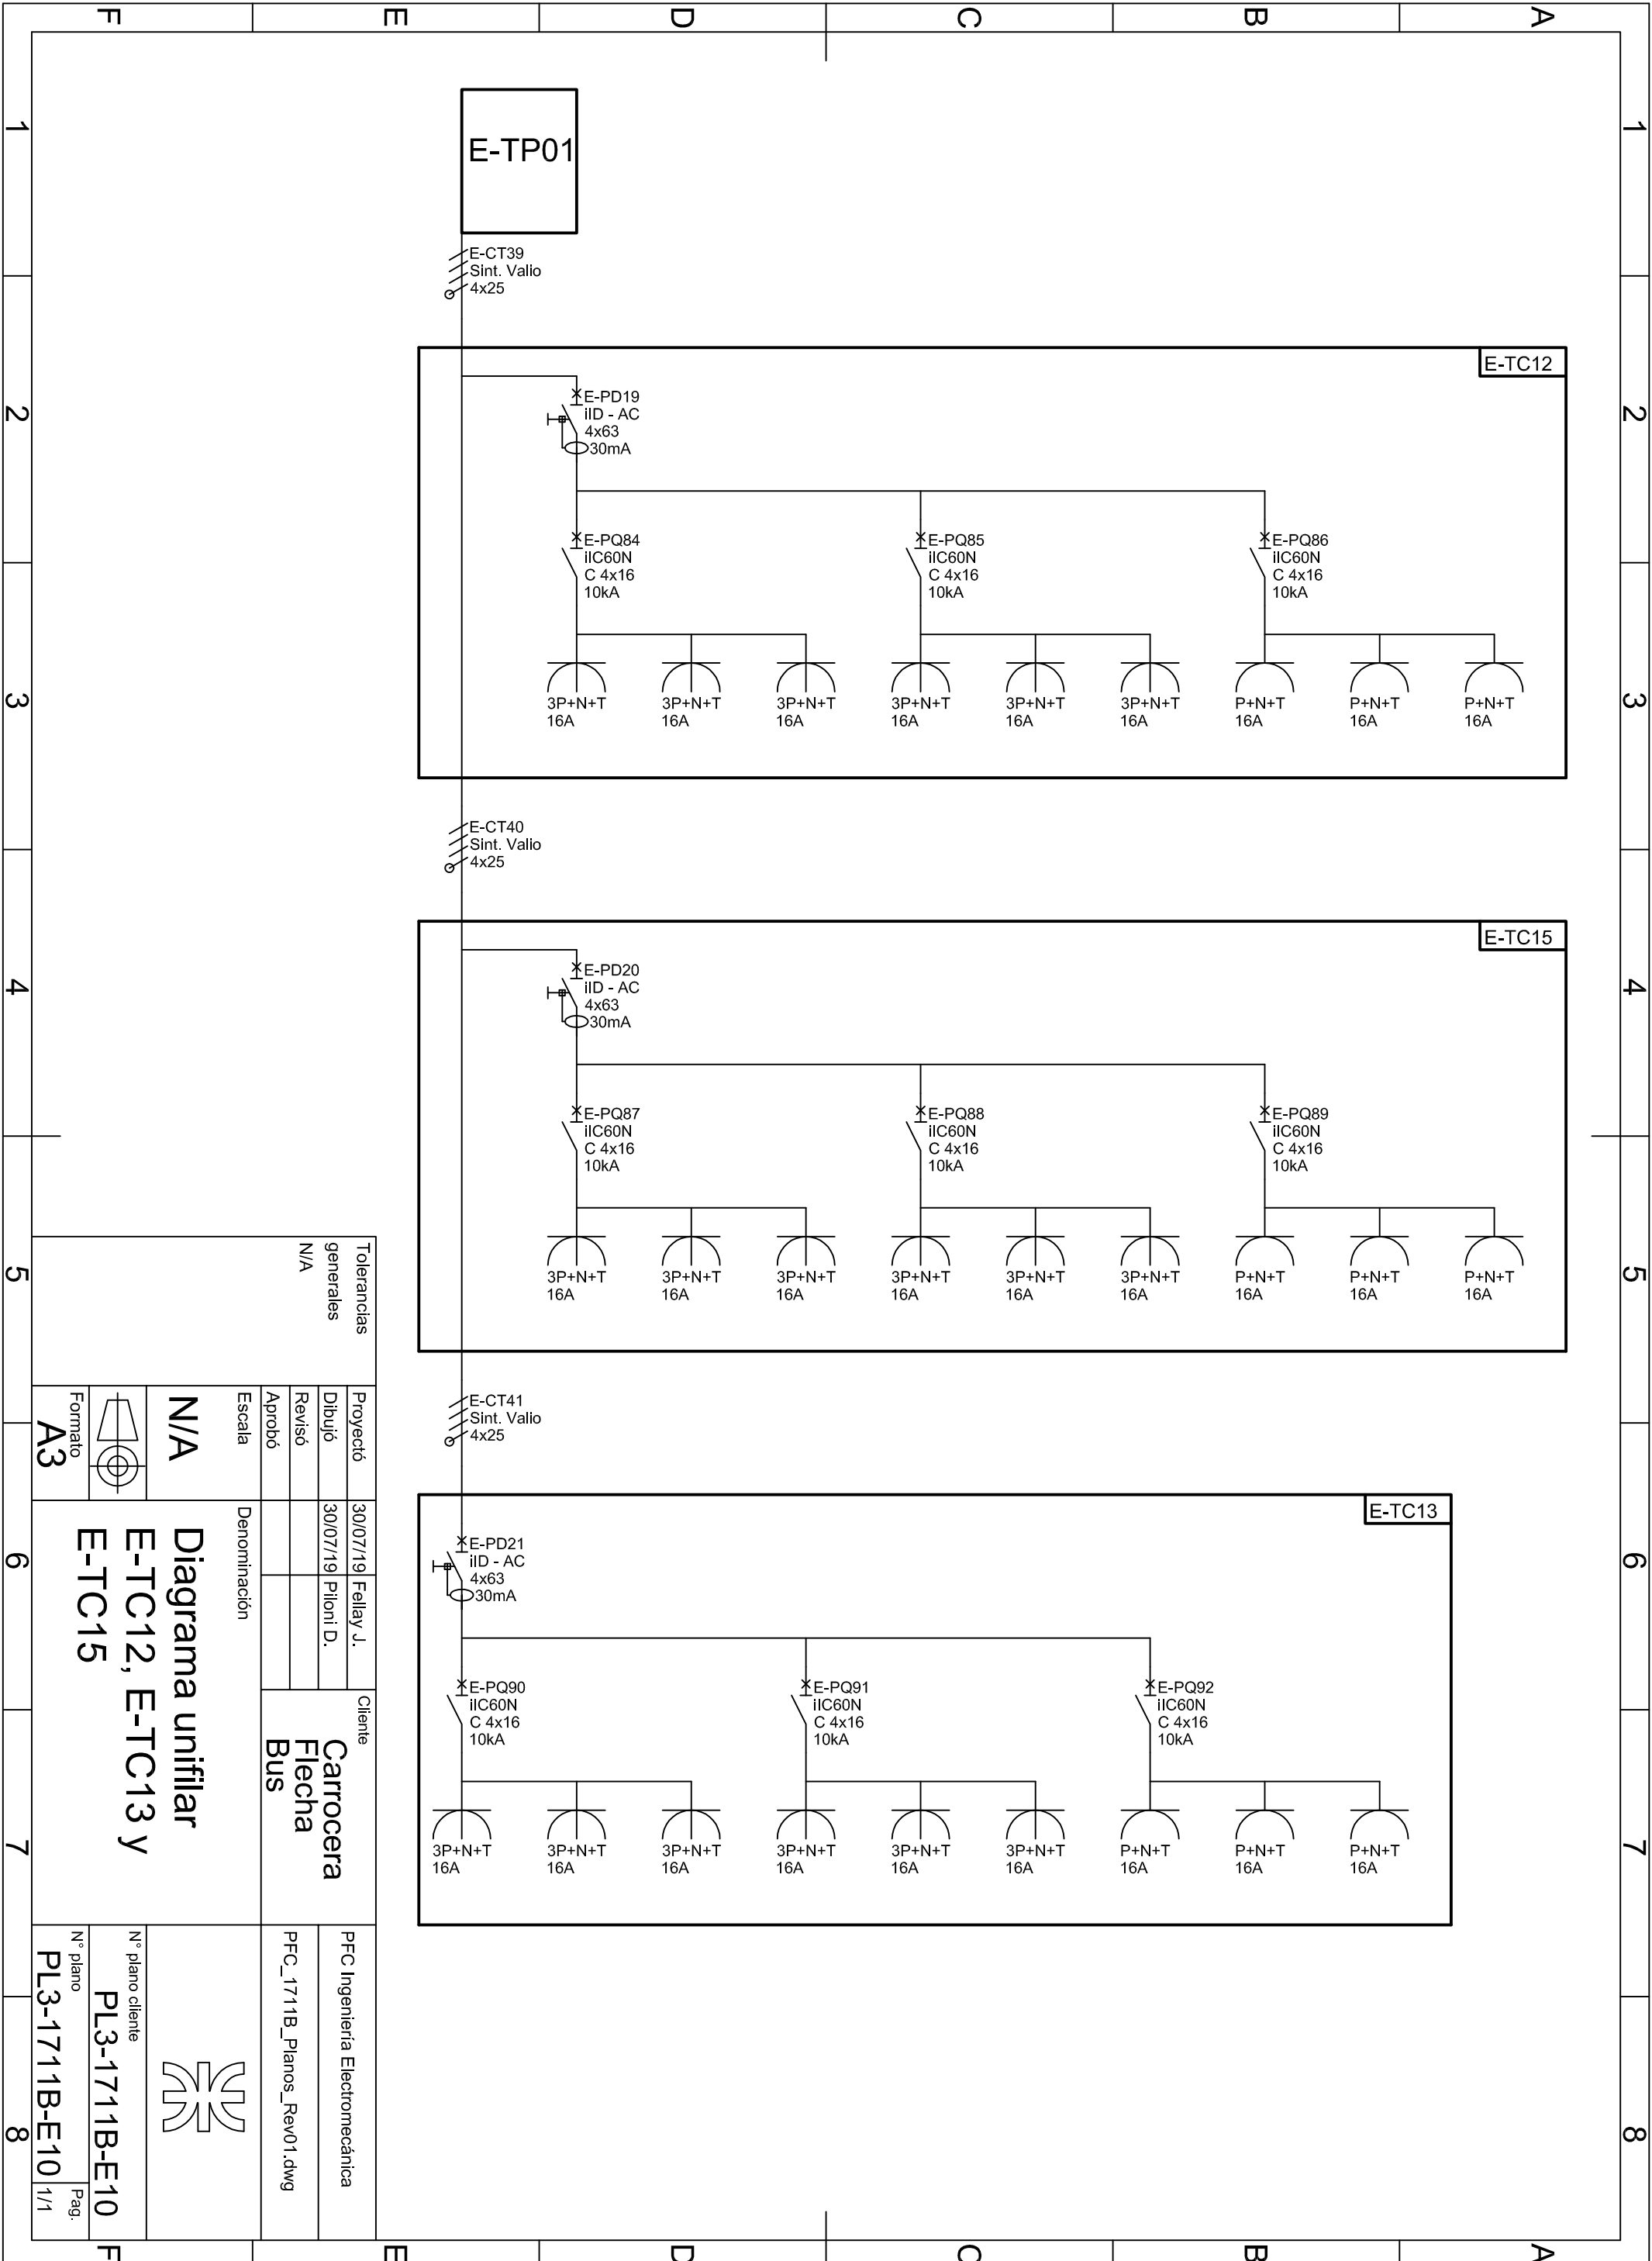 F
E
D
C
B
A
1
1
E-TP01
E-CT39
Sint. Valio
4x25
E-TC12
2
2
E-PD19
iID - AC
4x63
30mA
E-PQ84
iIC60N
C 4x16
10kA
E-PQ85
iIC60N
C 4x16
10kA
E-PQ86
iIC60N
C 4x16
10kA
3
3
3P+N+T
16A
3P+N+T
16A
3P+N+T
16A
3P+N+T
16A
3P+N+T
16A
3P+N+T
16A
P+N+T
16A
P+N+T
16A
P+N+T
16A
E-CT40
Sint. Valio
4x25
E-TC15
4
4
E-PD20
iID - AC
4x63
30mA
E-PQ87
iIC60N
C 4x16
10kA
E-PQ88
iIC60N
C 4x16
10kA
E-PQ89
iIC60N
C 4x16
10kA
5
5
3P+N+T
16A
3P+N+T
16A
3P+N+T
16A
3P+N+T
16A
3P+N+T
16A
3P+N+T
16A
P+N+T
16A
P+N+T
16A
P+N+T
16A
E-CT41
Sint. Valio
4x25
E-TC13
6
6
E-PD21
iID - AC
4x63
30mA
E-PQ90
iIC60N
C 4x16
10kA
E-PQ91
iIC60N
C 4x16
10kA
E-PQ92
iIC60N
C 4x16
10kA
7
7
3P+N+T
16A
3P+N+T
16A
3P+N+T
16A
3P+N+T
16A
3P+N+T
16A
3P+N+T
16A
P+N+T
16A
P+N+T
16A
P+N+T
16A
8
8
Tolerancias
generales
N/A
Proyectó 30/07/19 Fellay J.
Dibujó 30/07/19 Piloni D.
Revisó
Aprobó
Cliente
Carrocera
Flecha
Bus
PFC Ingeniería Electromecánica
PFC_1711B_Planos_Rev01.dwg
Escala
N/A
Formato
A3
Denominación
Diagrama unifilar
E-TC12, E-TC13 y
E-TC15
N° plano cliente
PL3-1711B-E10
N° plano
PL3-1711B-E10
Pag.
1/1
F
E
D
C
B
A